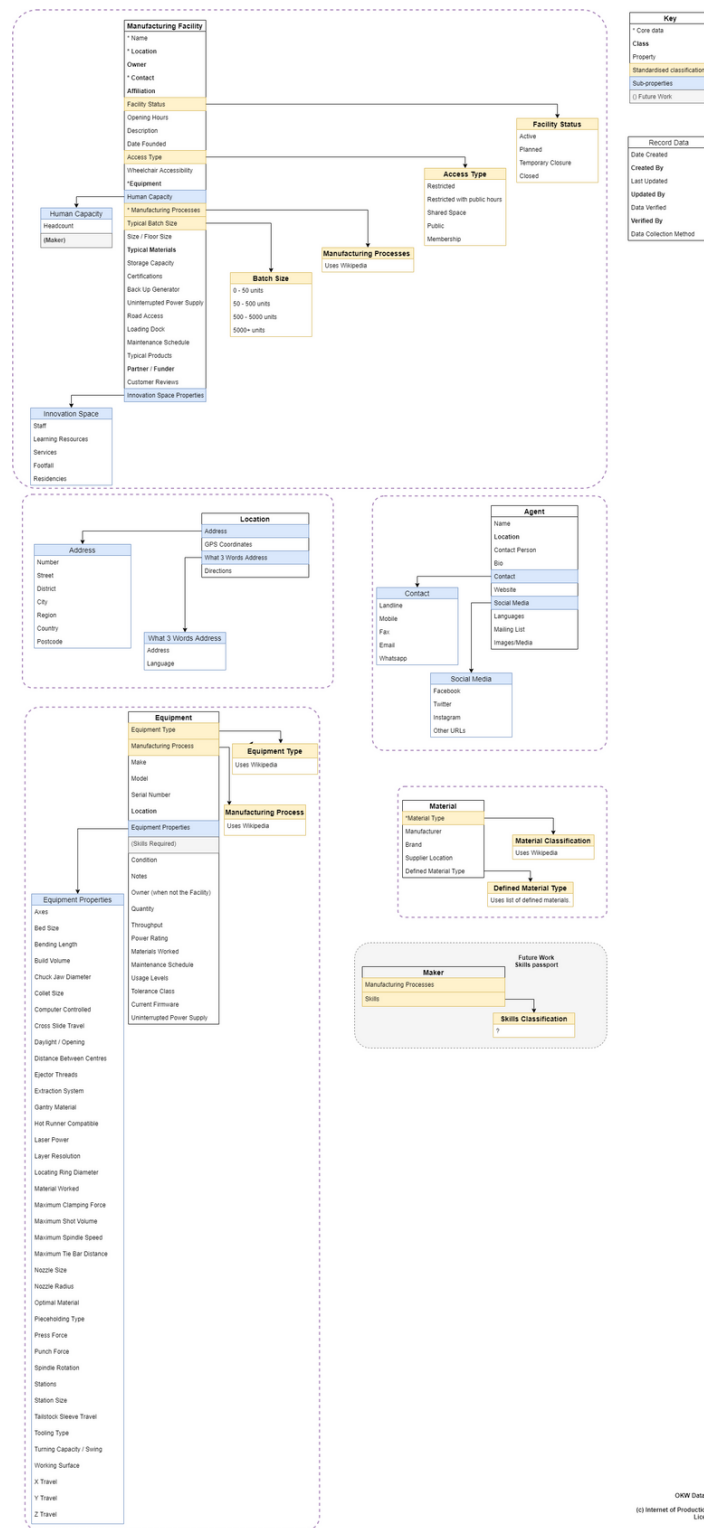 Manufacturing Facility
* Name
* Location
Owner
* Contact
Affiliation
Facility Status
Opening Hours
Description
Date Founded
Access Type
Wheelchair Accessibility
*Equipment
Human Capacity
* Manufacturing Processes
Typical Batch Size
Size / Floor Size
Typical Materials
Storage Capacity
Certifications
Back Up Generator
Uninterrupted Power Supply
Road Access
Loading Dock
Maintenance Schedule
Typical Products
Partner / Funder
Customer Reviews
Innovation Space Properties
Key
* Core data
Class
Property
Standardised classification
Sub-properties
() Future Work
Facility Status
Active
Planned
Temporary Closure
Closed
Record Data
Date Created
Created By
Last Updated
Updated By
Data Verified
Verified By
Data Collection Method
Access Type
Restricted
Restricted with public hours
Shared Space
Public
Membership
Human Capacity
Headcount
(Maker)
Manufacturing Processes
Uses Wikipedia
Batch Size
0 - 50 units
50 - 500 units
500 - 5000 units
5000+ units
Innovation Space
Staff
Learning Resources
Services
Footfall
Residencies
Location
Address
GPS Coordinates
What 3 Words Address
Directions
Address
Number
Street
District
City
Region
Country
Postcode
What 3 Words Address
Address
Language
Agent
Name
Location
Contact Person
Bio
Contact
Website
Social Media
Languages
Mailing List
Images/Media
Contact
Landline
Mobile
Fax
Email
Whatsapp
Social Media
Facebook
Twitter
Instagram
Other URLs
Equipment
Equipment Type
Manufacturing Process
Make
Model
Serial Number
Location
Equipment Properties
(Skills Required)
Condition
Notes
Owner (when not the Facility)
Quantity
Throughput
Power Rating
Materials Worked
Maintenance Schedule
Usage Levels
Tolerance Class
Current Firmware
Uninterrupted Power Supply
Equipment Type
Uses Wikipedia
Manufacturing Process
Uses Wikipedia
Equipment Properties
Axes
Bed Size
Bending Length
Build Volume
Chuck Jaw Diameter
Collet Size
Computer Controlled
Cross Slide Travel
Daylight / Opening
Distance Between Centres
Ejector Threads
Extraction System
Gantry Material
Hot Runner Compatible
Laser Power
Layer Resolution
Locating Ring Diameter
Material Worked
Maximum Clamping Force
Maximum Shot Volume
Maximum Spindle Speed
Maximum Tie Bar Distance
Nozzle Size
Nozzle Radius
Optimal Material
Pieceholding Type
Press Force
Punch Force
Spindle Rotation
Stations
Station Size
Tailstock Sleeve Travel
Tooling Type
Turning Capacity / Swing
Working Surface
X Travel
Y Travel
Z Travel
Material
*Material Type
Manufacturer
Brand
Supplier Location
Defined Material Type
Material Classification
Uses Wikipedia
Defined Material Type
Uses list of defined materials.
Future Work
Skills passport
Maker
Manufacturing Processes
Skills
Skills Classification
?
OKW Data
(c) Internet of Productio
Lic